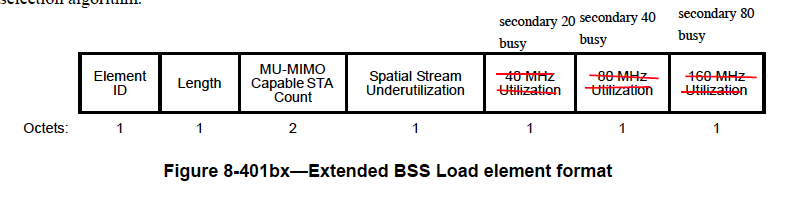 selection algorithm.
secondary 20 secondary 40 secondary 80
busy busy busy
Element ID Length MU-MIMO Capable STA Count Spatial Stream Underutilization 40 MHz Utilization 80 MHz Utilization 160 MHz Utilization
Octets: 1 1 2 1 1 1 1
Figure 8-401bx—Extended BSS Load element format